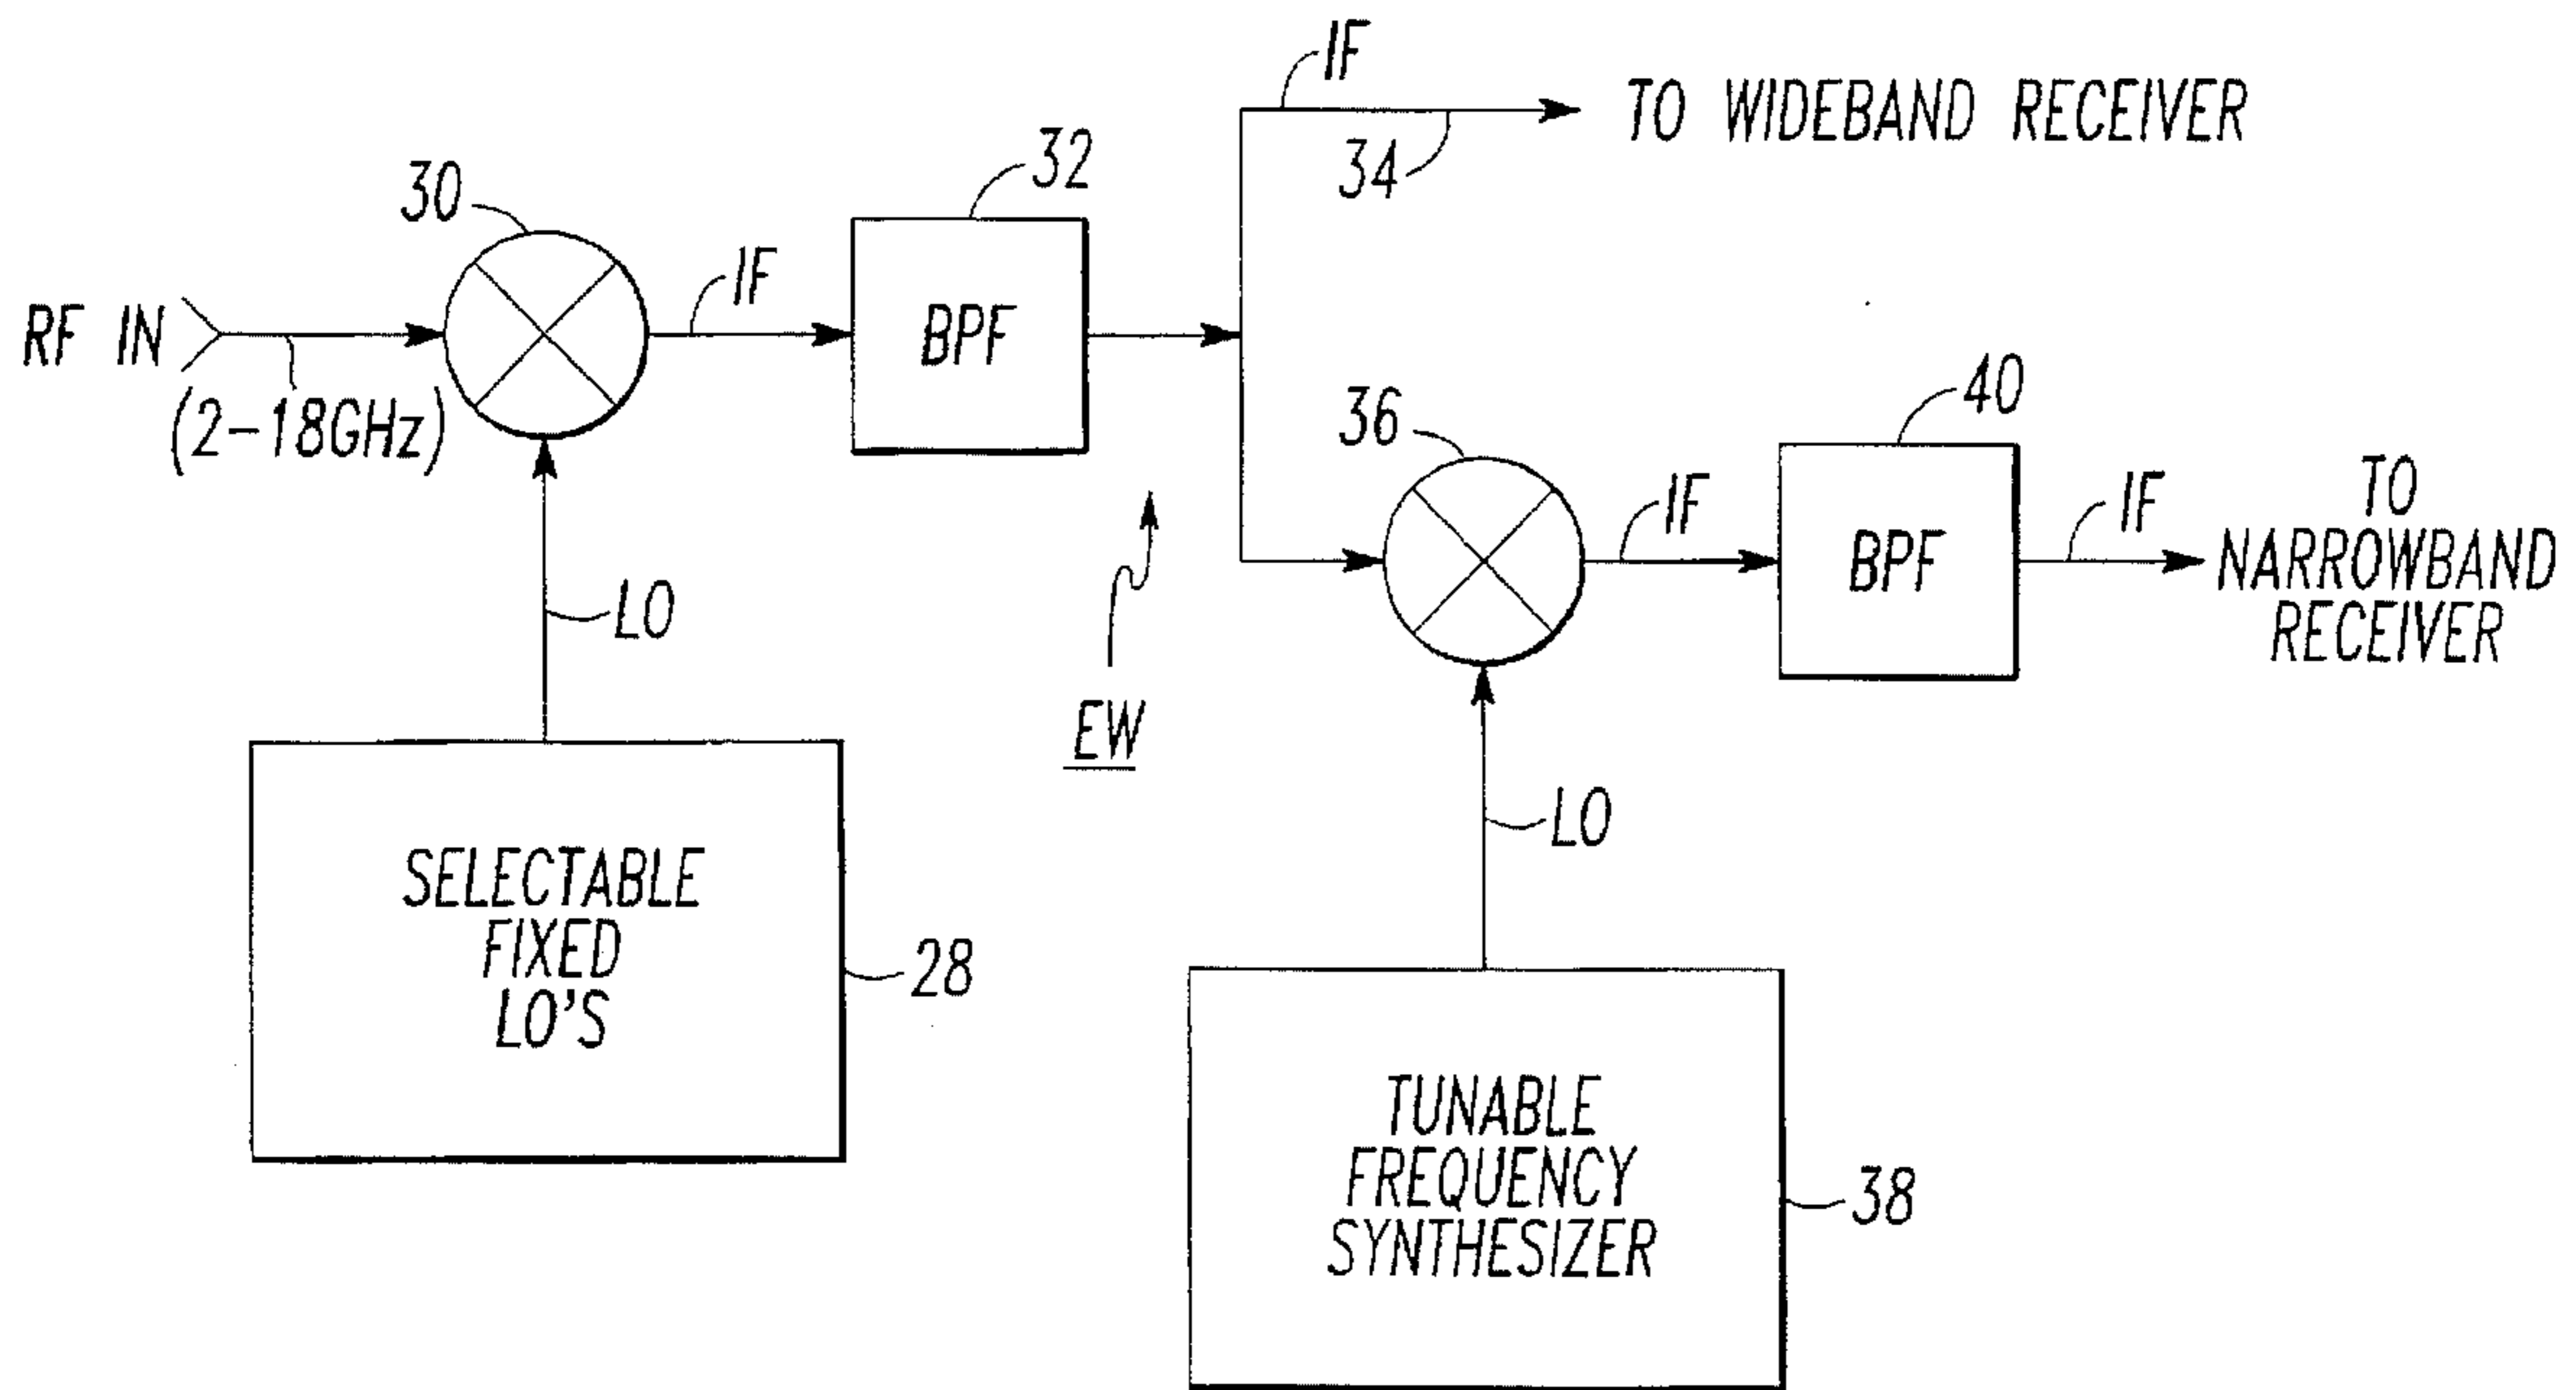 IF
TO WIDEBAND RECEIVER
34
32
30
IF
RF IN
BPF
(2-18GHz)
40
36
IF
BPF
IF
TO
NARROWBAND
RECEIVER
LO
EW
LO
SELECTABLE
FIXED
LO'S
28
TUNABLE
FREQUENCY
SYNTHESIZER
38